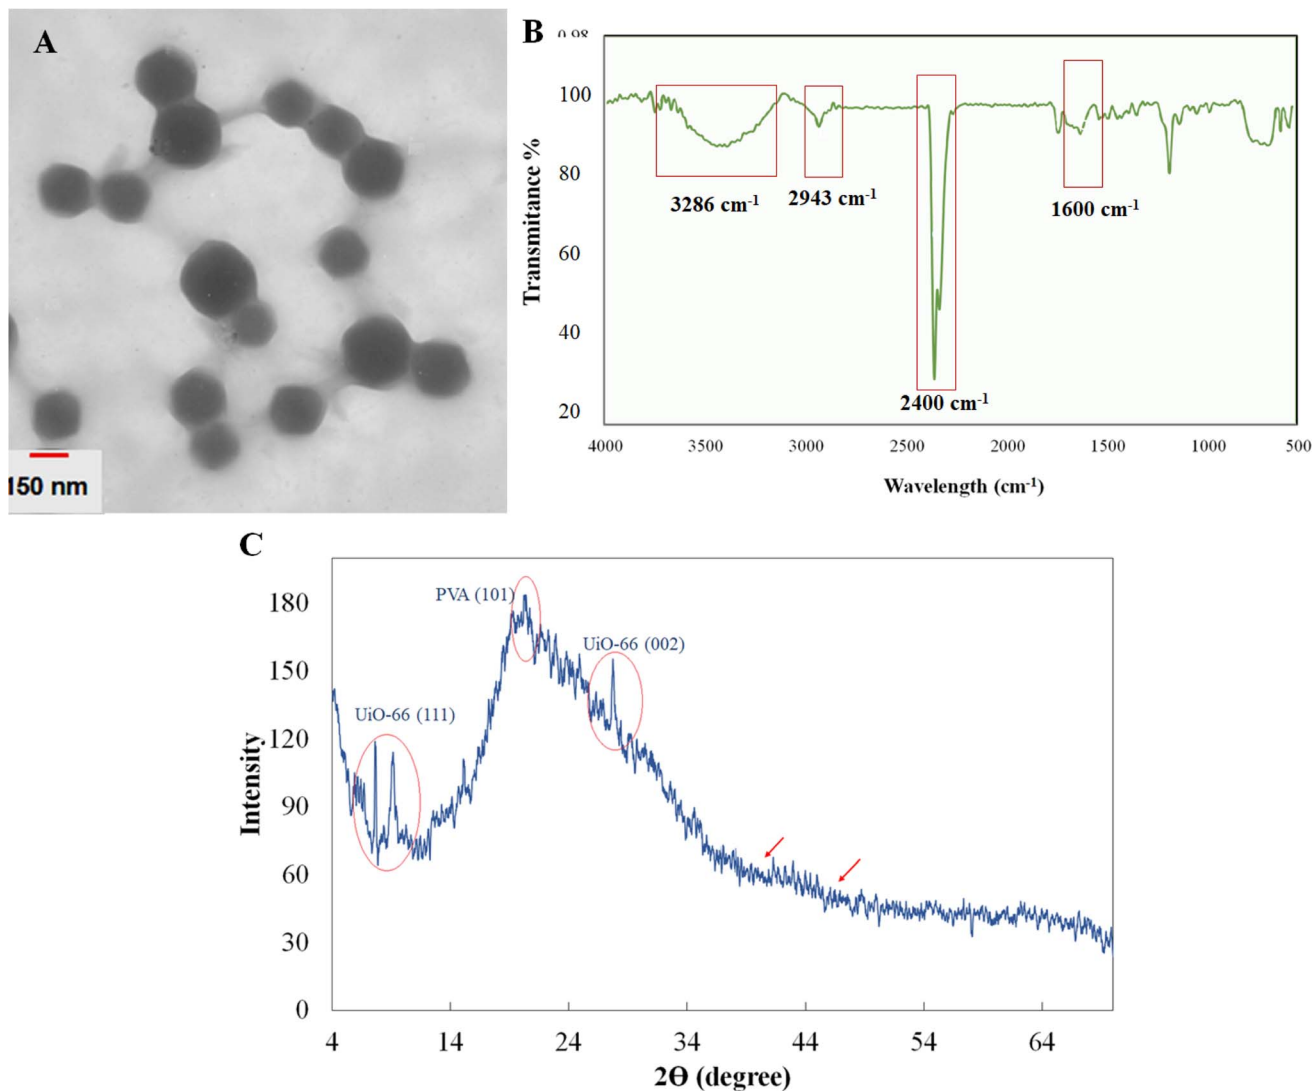 A
150 nm
B
100
80
60
40
20
Transmitance %
3286 cm-1
2943 cm-1
2400 cm-1
1600 cm-1
4000 3500 3000 2500 2000 1500 1000 500
Wavelength (cm-1)
C
180
150
120
90
60
30
0
Intensity
UiO-66 (111)
PVA (101)
UiO-66 (002)
4 14 24 34 44 54 64
2Θ (degree)